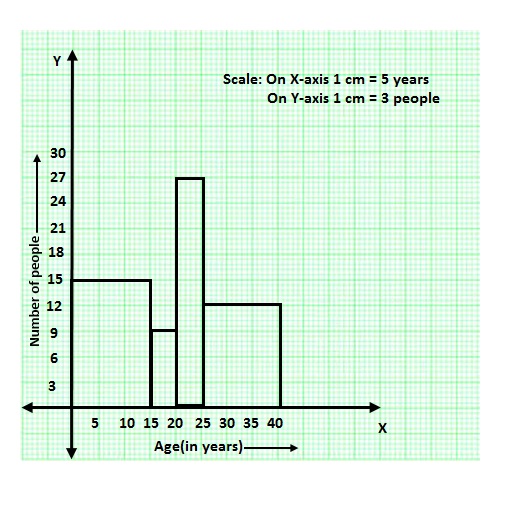 Y
Scale: On X-axis 1 cm = 5 years
On Y-axis 1 cm = 3 people
30
27
24
21
18
15
12
9
6
3
Number of people
5 10 15 20 25 30 35 40
X
Age(in years)